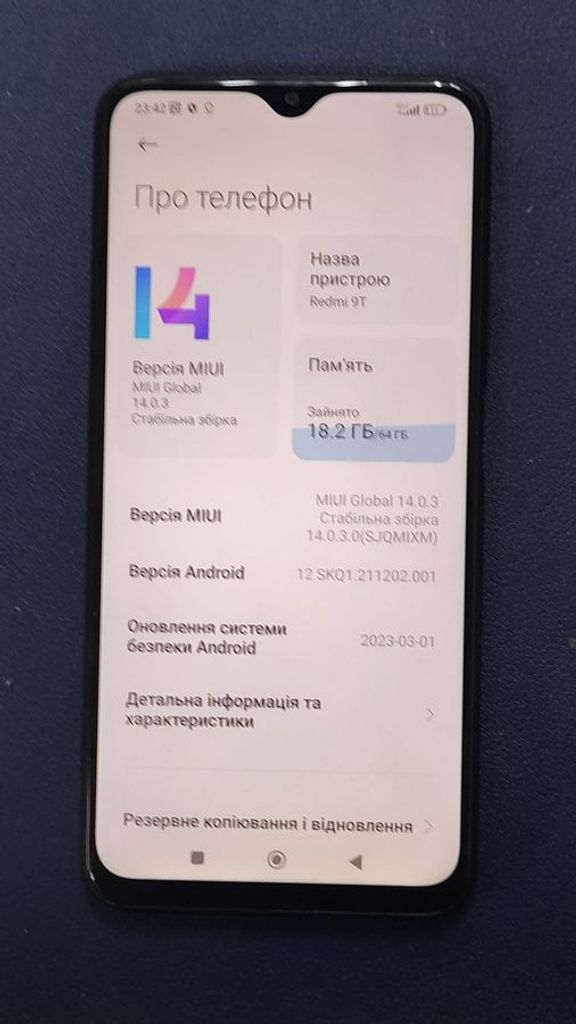 23:42
Про телефон
14
Версія MIUI
MIUI Global
14.0.3
Стабільна збірка
Назва
пристрою
Redmi 9T
Пам'ять
Зайнято
18.2 ГБ/64 ГБ
Версія MIUI
MIUI Global 14.0.3
Стабільна збірка
14.0.3.0(SJQMIXM)
Версія Android
12 SKQ1.211202.001
Оновлення системи
безпеки Android
2023-03-01
Детальна інформація та
характеристики
Резервне копіювання і відновлення